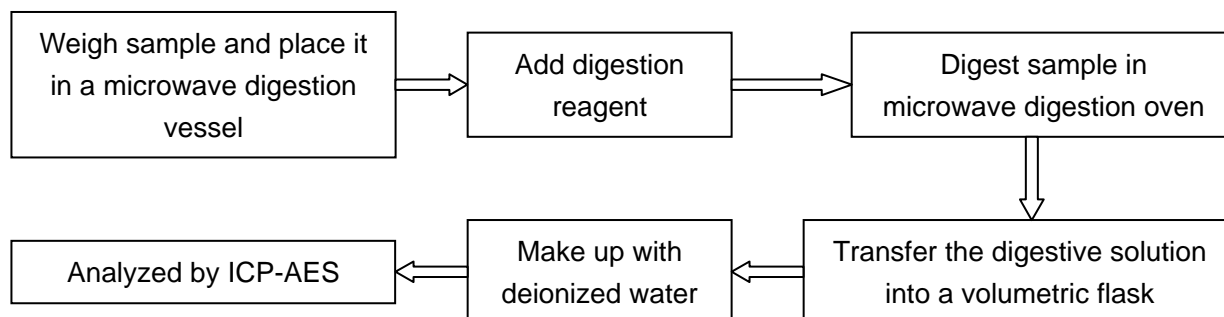 Weigh sample and place it
in a microwave digestion
vessel
Add digestion
reagent
Digest sample in
microwave digestion oven
Transfer the digestive solution
into a volumetric flask
Make up with
deionized water
Analyzed by ICP-AES